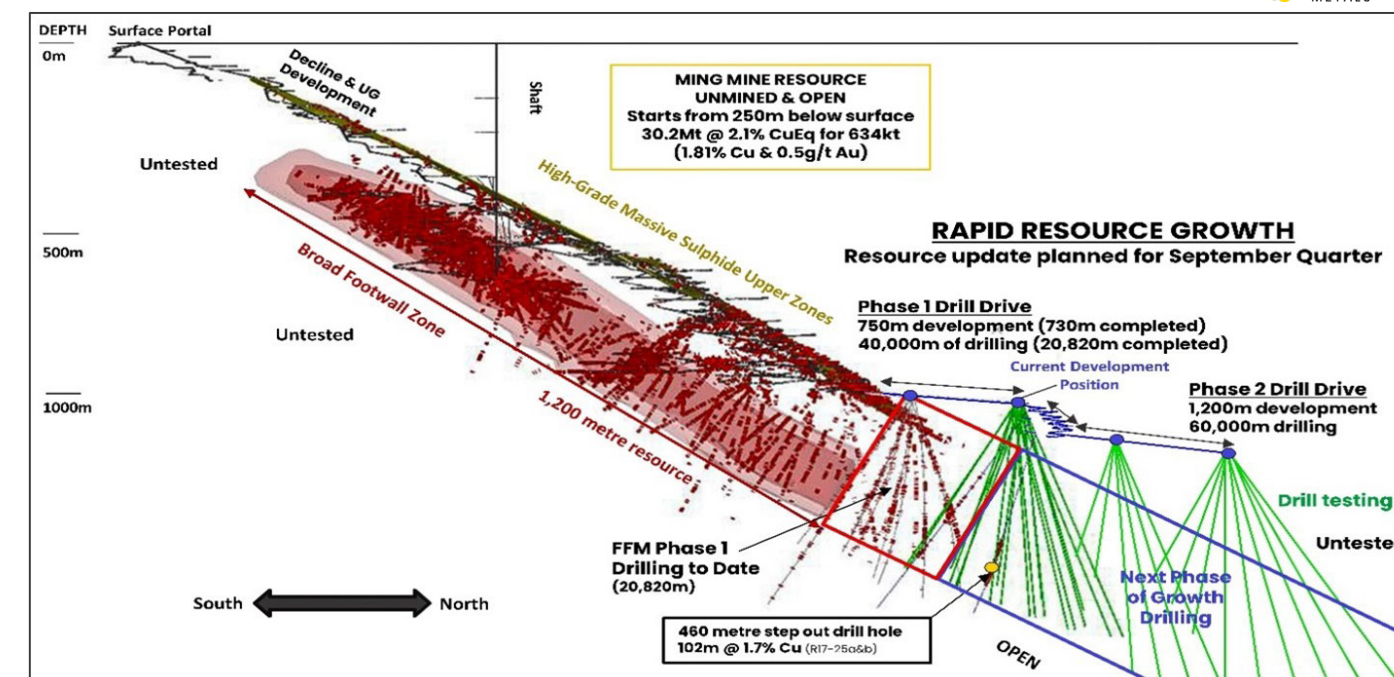 DEPTH
Surface Portal
0m
Decline & UG
Development
Shaft
MING MINE RESOURCE
UNMINED & OPEN
Starts from 250m below surface
30.2Mt @ 2.1% CuEq for 634kt
(1.81% Cu & 0.5g/t Au)
Untested
High-Grade Massive Sulphide Upper Zones
RAPID RESOURCE GROWTH
Resource update planned for September Quarter
500m
Broad Footwall Zone
Untested
Phase 1 Drill Drive
750m development (730m completed)
40,000m of drilling (20,820m completed)
Current Development
Position
Phase 2 Drill Drive
1,200m development
60,000m drilling
1000m
1,200 metre resource
Drill testing
Unteste
FFM Phase 1
Drilling to Date
(20,820m)
Next Phase
of Growth
Drilling
South
North
460 metre step out drill hole
102m @ 1.7% Cu (R17-25a&b)
OPEN